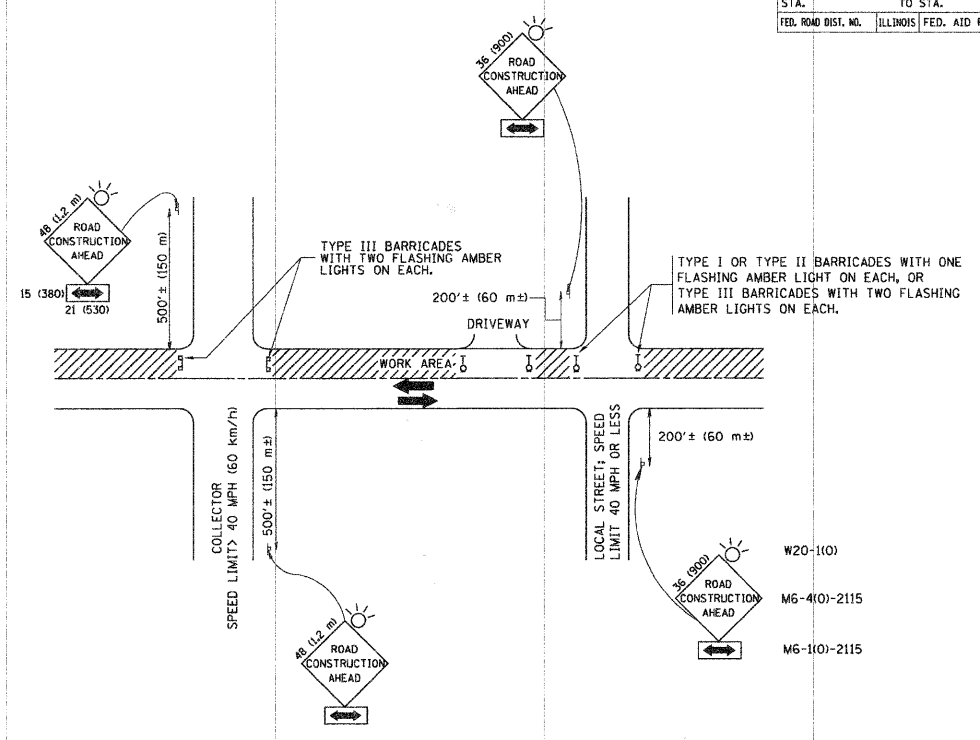 STA.
TO STA.
FED. ROAD DIST. NO.
ILLINOIS
FED. AID
36 (900)
ROAD
CONSTRUCTION
AHEAD
48 (1.2 m)
ROAD
CONSTRUCTION
AHEAD
15 (380)
21 (530)
500'± (150 m)
TYPE III BARRICADES
WITH TWO FLASHING AMBER
LIGHTS ON EACH.
200'± (60 m±)
DRIVEWAY
TYPE I OR TYPE II BARRICADES WITH ONE
FLASHING AMBER LIGHT ON EACH, OR
TYPE III BARRICADES WITH TWO FLASHING
AMBER LIGHTS ON EACH.
WORK AREA
COLLECTOR
SPEED LIMIT> 40 MPH (60 km/h)
500'± (150 m±)
LOCAL STREET; SPEED
LIMIT 40 MPH OR LESS
200'± (60 m±)
48 (1.2 m)
ROAD
CONSTRUCTION
AHEAD
36 (900)
ROAD
CONSTRUCTION
AHEAD
W20-1(O)
M6-4(O)-2115
M6-1(O)-2115